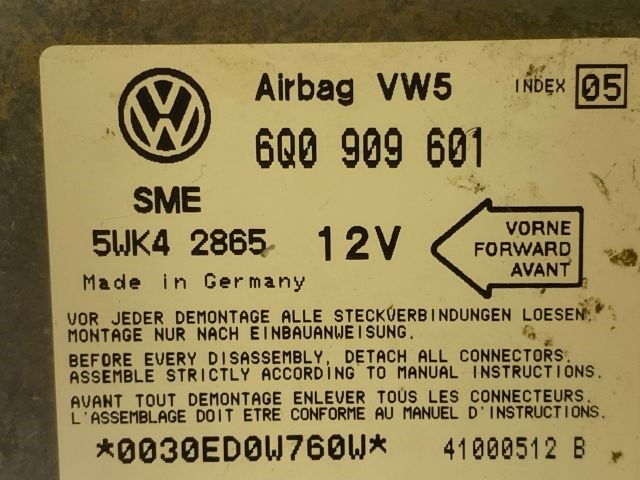 Airbag VW5
INDEX 05
6Q0 909 601
SME
5WK4 2865
12V
VORNE
FORWARD
AVANT
Made in Germany
VOR JEDER DEMONTAGE ALLE STECKVERBINDUNGEN LOESEN.
MONTAGE NUR NACH EINBAUANWEISUNG.
BEFORE EVERY DISASSEMBLY, DETACH ALL CONNECTORS.
ASSEMBLE STRICTLY ACCORDING TO MANUAL INSTRUCTIONS.
AVANT TOUT DEMONTAGE ENLEVER TOUS LES CONNECTEURS.
L'ASSEMBLAGE DOIT ETRE CONFORME AU MANUEL D'INSTRUCTIONS.
*0030ED0W760W*
41000512 B